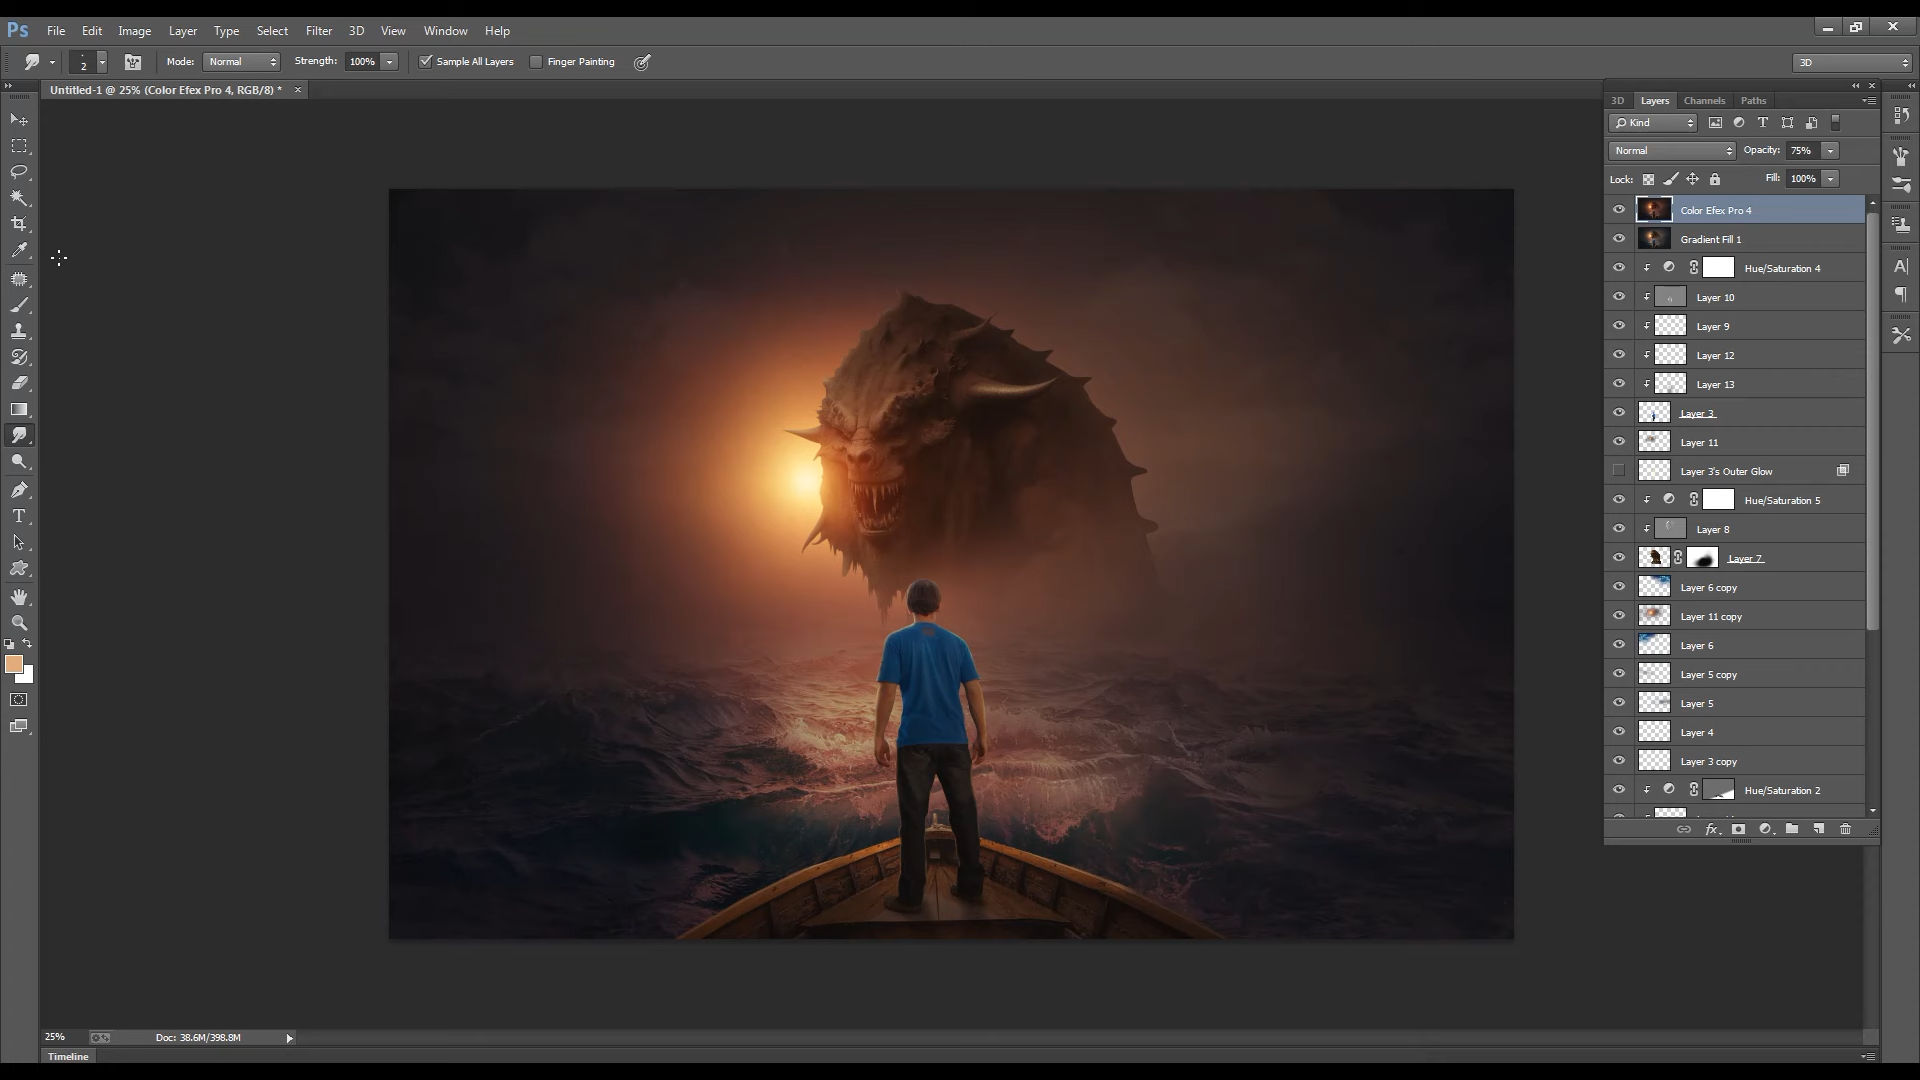 Ps File Edit Image Layer Type Select Filter 3D View Window Help
2 Mode: Normal Strength: 100% Sample All Layers Finger Painting 3D
Untitled-1 @ 25% (Color Efex Pro 4, RGB/8) *
3D Layers Channels Paths
Kind
Normal Opacity: 75%
Lock: Fill: 100%
Color Efex Pro 4
Gradient Fill 1
Hue/Saturation 4
Layer 10
Layer 9
Layer 12
Layer 13
Layer 3
Layer 11
Layer 3's Outer Glow
Hue/Saturation 5
Layer 8
Layer 7
Layer 6 copy
Layer 11 copy
Layer 6
Layer 5 copy
Layer 5
Layer 4
Layer 3 copy
Hue/Saturation 2
fx
25% Doc: 38.6M/398.8M
Timeline